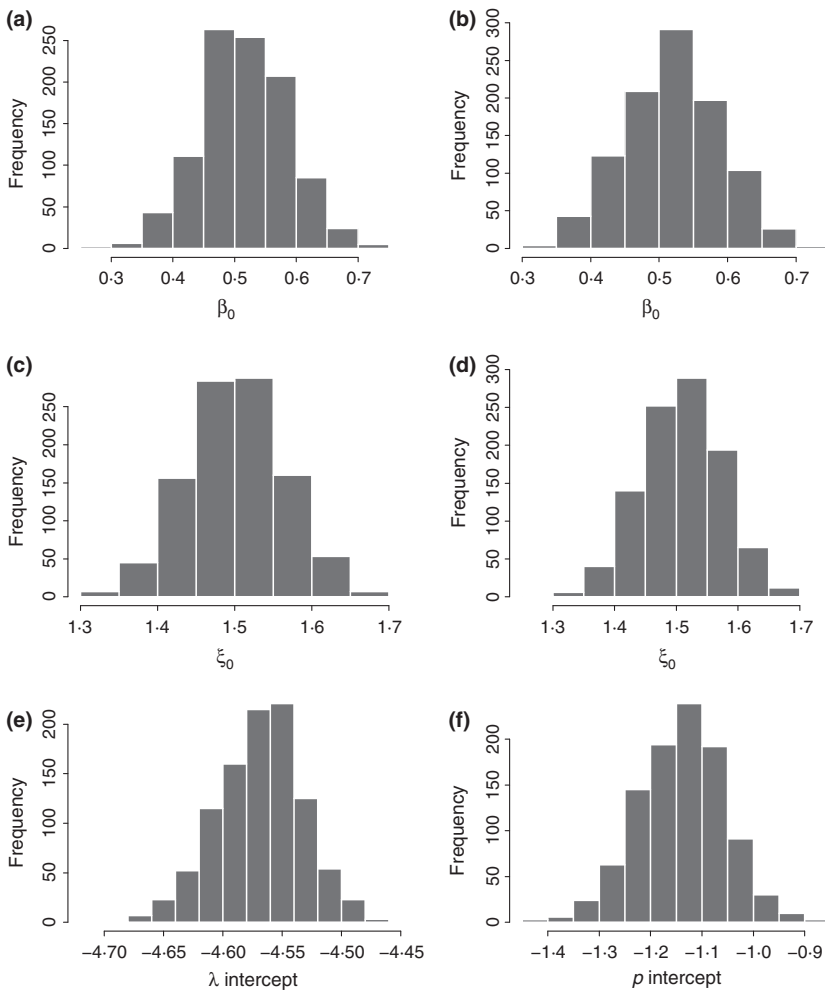 (a)
Frequency
0 50 100 150 200 250
0·3 0·4 0·5 0·6 0·7
β0
(b)
Frequency
0 50 100 150 200 250 300
0·3 0·4 0·5 0·6 0·7
β0
(c)
Frequency
0 50 100 150 200 250
1·3 1·4 1·5 1·6 1·7
ξ0
(d)
Frequency
0 50 100 150 200 250 300
1·3 1·4 1·5 1·6 1·7
ξ0
(e)
Frequency
0 50 100 150 200
−4·70 −4·65 −4·60 −4·55 −4·50 −4·45
λ intercept
(f)
Frequency
0 50 100 150 200
−1·4 −1·3 −1·2 −1·1 −1·0 −0·9
p intercept